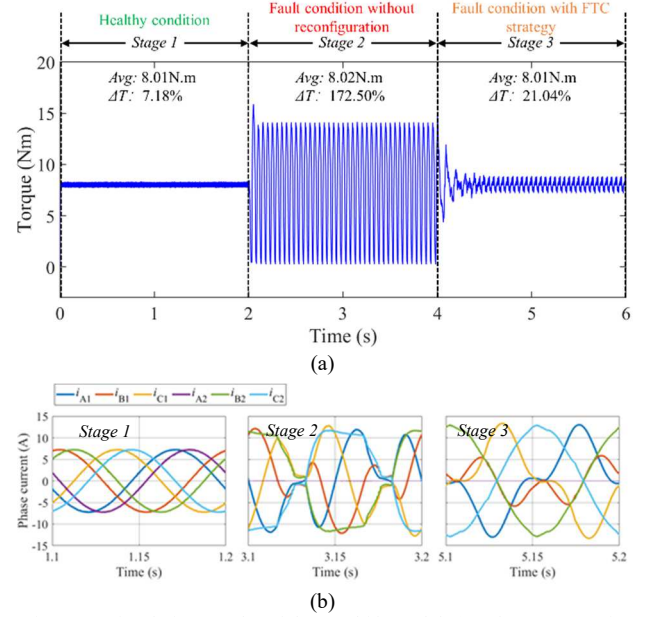 Healthy condition
Fault condition without
reconfiguration
Fault condition with FTC
strategy
Stage 1
Stage 2
Stage 3
Avg: 8.01N.m
ΔT: 7.18%
Avg: 8.02N.m
ΔT: 172.50%
Avg: 8.01N.m
ΔT: 21.04%
Torque (Nm)
20
15
10
5
0
0 1 2 3 4 5 6
Time (s)
(a)
iA1 iB1 iC1 iA2 iB2 iC2
Phase current (A)
15
10
5
0
-5
-10
-15
Stage 1
Stage 2
Stage 3
1.1 1.15 1.2
3.1 3.15 3.2
5.1 5.15 5.2
Time (s)
Time (s)
Time (s)
(b)